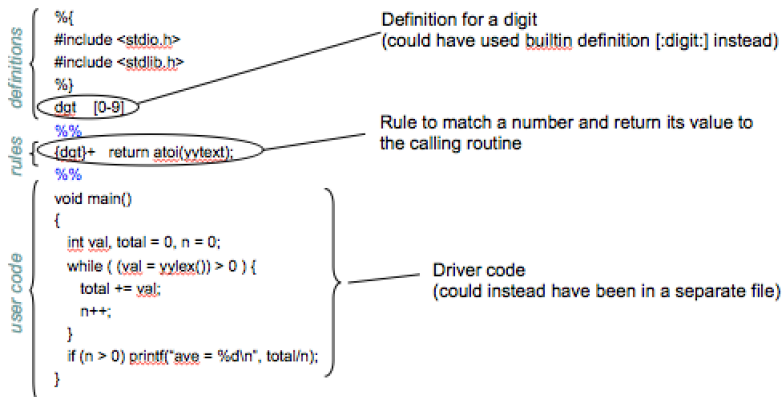 definitions
%{
#include <stdio.h>
#include <stdlib.h>
%}
dgt [0-9]
%%
rules
{dgt}+ return atoi(yytext);
%%
user code
void main()
{
int val, total = 0, n = 0;
while ( (val = yylex()) > 0 ) {
total += val;
n++;
}
if (n > 0) printf("ave = %d\n", total/n);
}
Definition for a digit
(could have used builtin definition [:digit:] instead)
Rule to match a number and return its value to
the calling routine
Driver code
(could instead have been in a separate file)